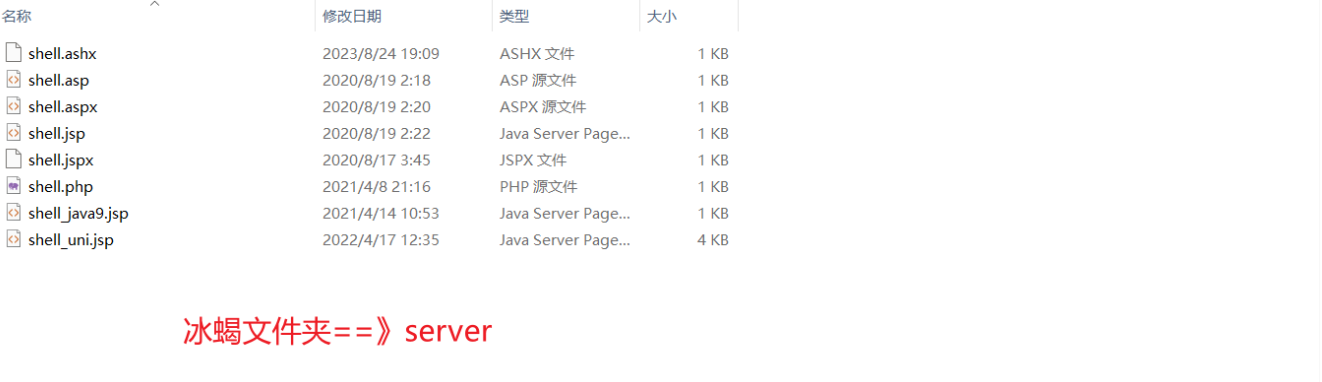 名称 修改日期 类型 大小
shell.ashx 2023/8/24 19:09 ASHX 文件 1 KB
shell.asp 2020/8/19 2:18 ASP 源文件 1 KB
shell.aspx 2020/8/19 2:20 ASPX 源文件 1 KB
shell.jsp 2020/8/19 2:22 Java Server Page... 1 KB
shell.jspx 2020/8/17 3:45 JSPX 文件 1 KB
shell.php 2021/4/8 21:16 PHP 源文件 1 KB
shell_java9.jsp 2021/4/14 10:53 Java Server Page... 1 KB
shell_uni.jsp 2022/4/17 12:35 Java Server Page... 4 KB
冰蝎文件夹==》server